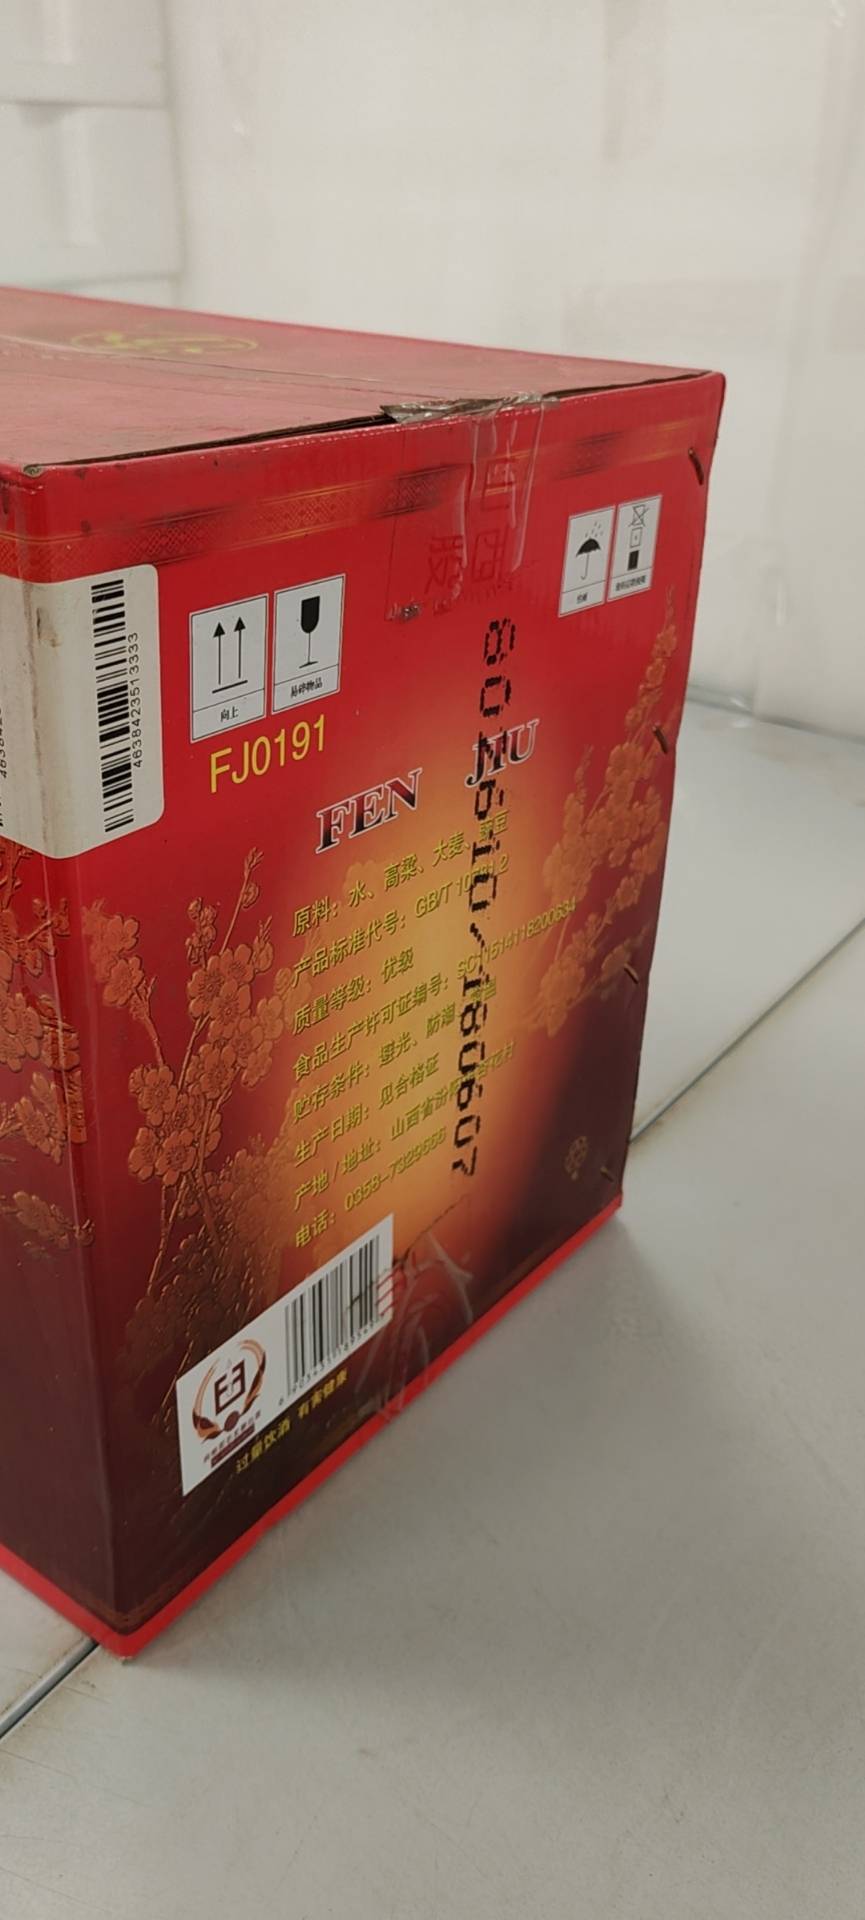 4638423513333
向上
易碎物品
FJ0191
FEN JIU
原料：水、高粱、大麦、豌豆
产品标准代号：GB/T 10781.2
质量等级：优级
食品生产许可证编号：SC11514118200634
贮存条件：避光、防潮
生产日期：见合格证
产地/地址：山西省汾阳市杏花村
电话：0358-7329666
/180607
过量饮酒 有害健康